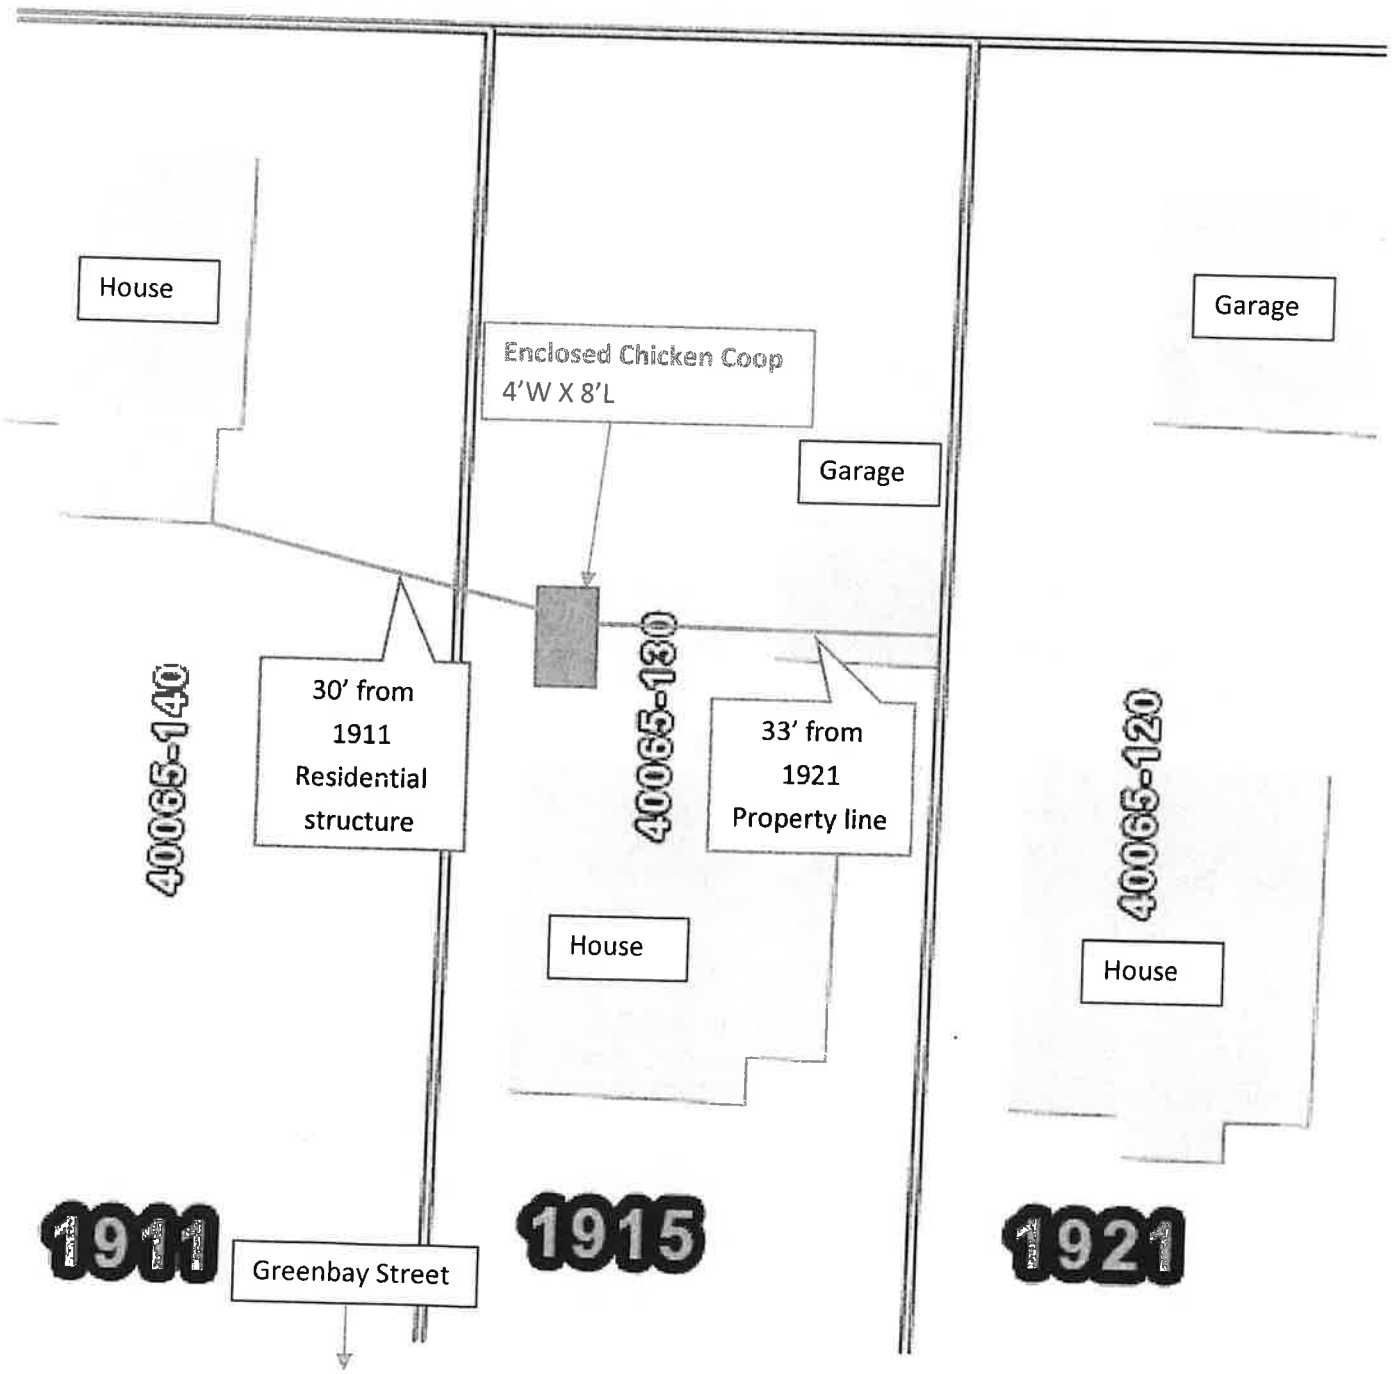 House
Garage
Enclosed Chicken Coop
4'W X 8'L
Garage
30' from
1911
Residential
structure
33' from
1921
Property line
40065-140
40065-130
40065-120
House
House
1911
1915
1921
Greenbay Street